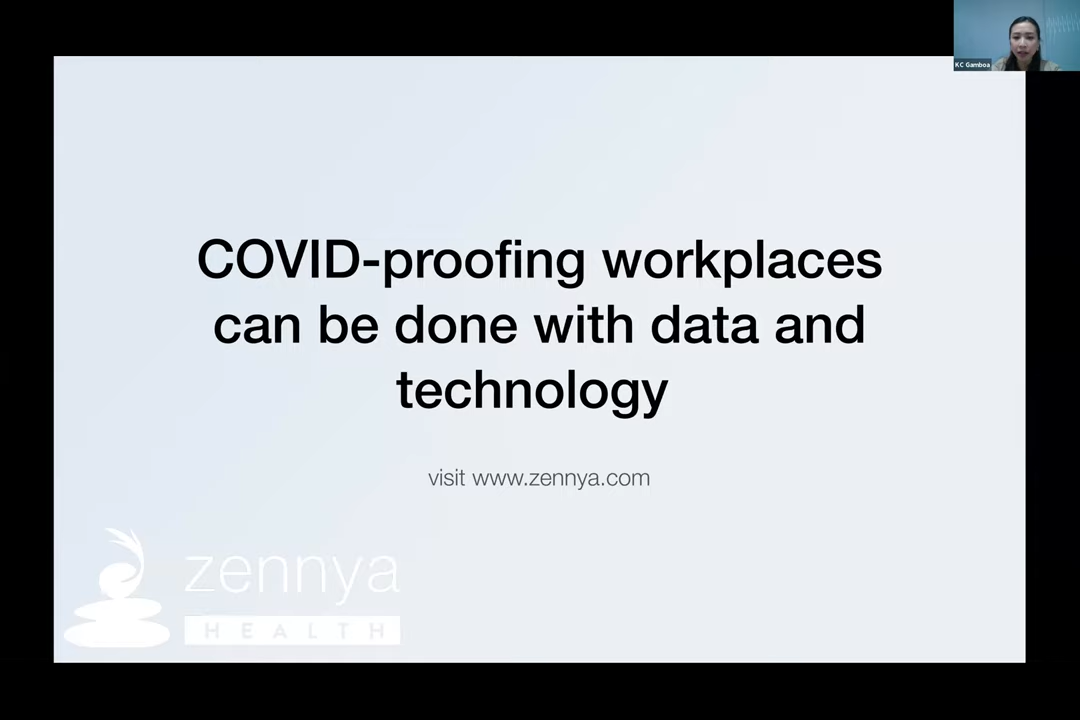 KC Gamboa
COVID-proofing workplaces
can be done with data and
technology
visit www.zennya.com
zennya
HEALTH